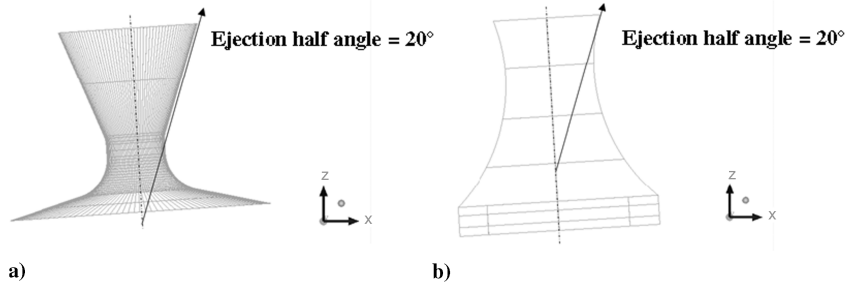 Ejection half angle = 20°
Ejection half angle = 20°
Z
X
Z
X
a)
b)